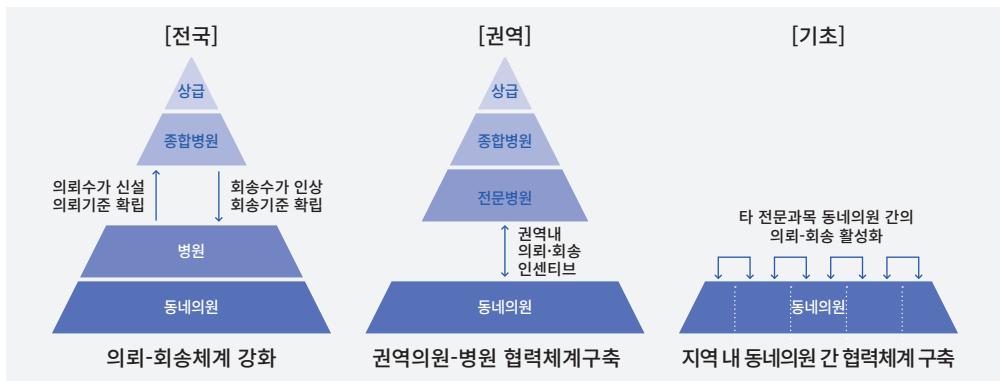 [전국]
상급
종합병원
의뢰수가 신설
의뢰기준 확립
회송수가 인상
회송기준 확립
병원
동네의원
의뢰-회송체계 강화
[권역]
상급
종합병원
전문병원
권역내
의뢰·회송
인센티브
동네의원
권역의원-병원 협력체계구축
[기초]
타 전문과목 동네의원 간의
의뢰-회송 활성화
동네의원
지역 내 동네의원 간 협력체계 구축